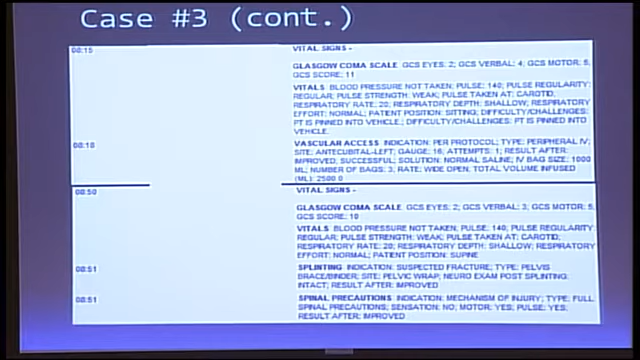 Case #3 (cont.)
00:15 VITAL SIGNS -
GLASGOW COMA SCALE GCS EYES: 2; GCS VERBAL: 4; GCS MOTOR: 5,
GCS SCORE: 11
VITALS BLOOD PRESSURE NOT TAKEN; PULSE: 140; PULSE REGULARITY:
REGULAR; PULSE STRENGTH: WEAK; PULSE TAKEN AT: CAROTID;
RESPIRATORY RATE: 20; RESPIRATORY DEPTH: SHALLOW; RESPIRATORY
EFFORT: NORMAL; PATIENT POSITION: SITTING; DIFFICULTY/CHALLENGES:
PT IS PINNED INTO VEHICLE,; DIFFICULTY/CHALLENGES: PT IS PINNED INTO
VEHICLE.
VASCULAR ACCESS INDICATION: PER PROTOCOL; TYPE: PERIPHERAL IV;
SITE: ANTECUBITAL-LEFT; GAUGE: 16; ATTEMPTS: 1; RESULT AFTER:
IMPROVED, SUCCESSFUL; SOLUTION: NORMAL SALINE; IV BAG SIZE: 1000
ML; NUMBER OF BAGS: 3; RATE: WIDE OPEN; TOTAL VOLUME INFUSED
(ML): 2500.0
00:50 VITAL SIGNS -
GLASGOW COMA SCALE GCS EYES: 2; GCS VERBAL: 3; GCS MOTOR: 5,
GCS SCORE: 10
VITALS BLOOD PRESSURE NOT TAKEN; PULSE: 140; PULSE REGULARITY:
REGULAR; PULSE STRENGTH: WEAK; PULSE TAKEN AT: CAROTID;
RESPIRATORY RATE: 20; RESPIRATORY DEPTH: SHALLOW; RESPIRATORY EFFORT:
NORMAL; PATIENT POSITION: SUPINE
00:51 SPLINTING INDICATION: SUSPECTED FRACTURE; TYPE: PELVIS
BRACE/BINDER; SITE: PELVIC WRAP; NEURO EXAM POST SPLINTING:
INTACT; RESULT AFTER: IMPROVED
00:51 SPINAL PRECAUTIONS INDICATION: MECHANISM OF INJURY; TYPE: FULL
SPINAL PRECAUTIONS; SENSATION: NO; MOTOR: YES; PULSE: YES;
RESULT AFTER: IMPROVED